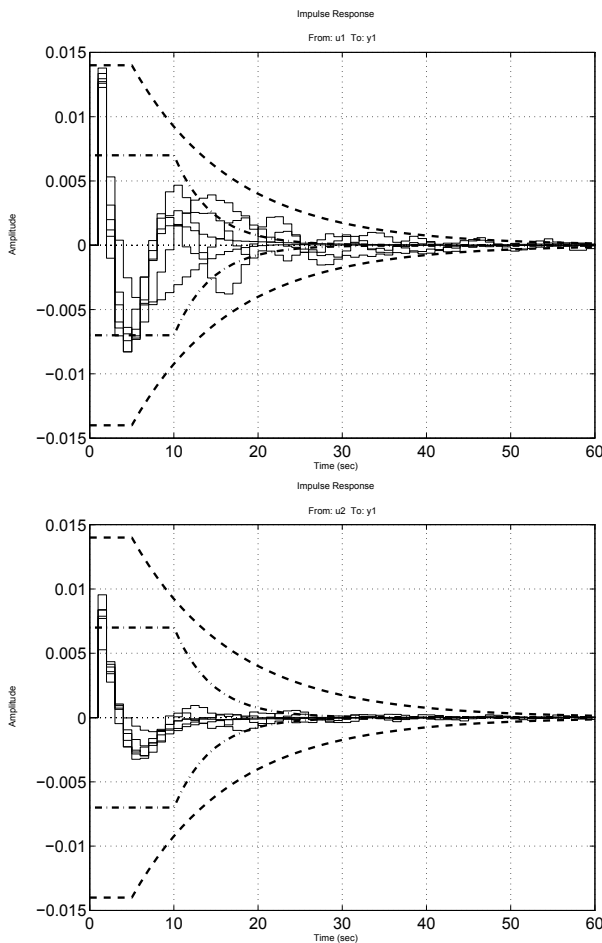 Impulse Response
From: u1 To: y1
0.015
0.01
0.005
0
−0.005
−0.01
−0.015
Amplitude
0 10 20 30 40 50 60
Time (sec)
Impulse Response
From: u2 To: y1
0.015
0.01
0.005
0
−0.005
−0.01
−0.015
Amplitude
0 10 20 30 40 50 60
Time (sec)